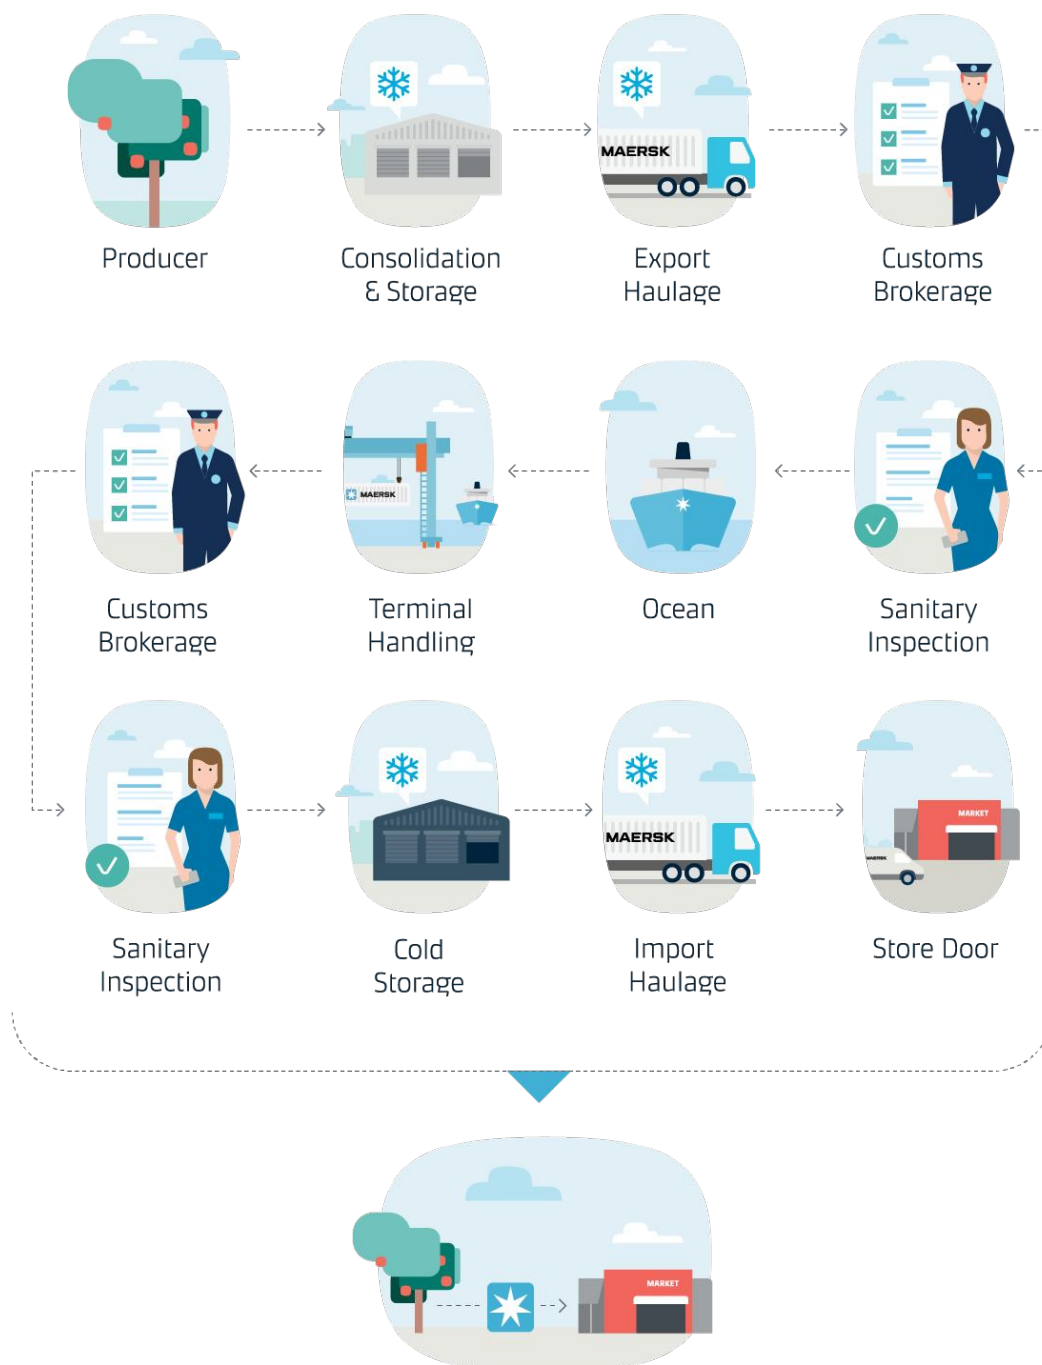 MAERSK
Producer
Consolidation
& Storage
Export
Haulage
Customs
Brokerage
MAERSK
Customs
Brokerage
Terminal
Handling
Ocean
Sanitary
Inspection
MAERSK
MARKET
MAERSK
Sanitary
Inspection
Cold
Storage
Import
Haulage
Store Door
MARKET